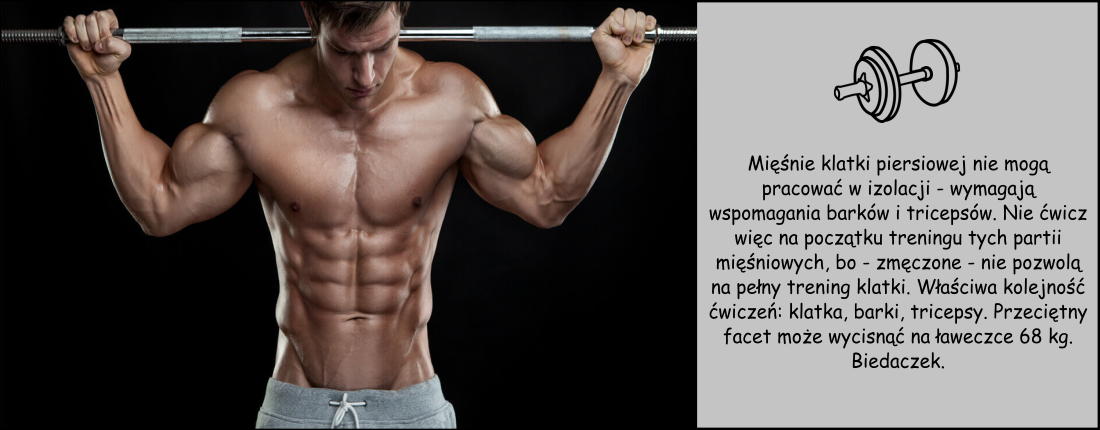 Mięśnie klatki piersiowej nie mogą
pracować w izolacji - wymagają
wspomagania barków i tricepsów. Nie ćwicz
więc na początku treningu tych partii
mięśniowych, bo - zmęczone - nie pozwolą
na pełny trening klatki. Właściwa kolejność
ćwiczeń: klatka, barki, tricepsy. Przeciętny
facet może wycisnąć na ławeczce 68 kg.
Biedaczek.